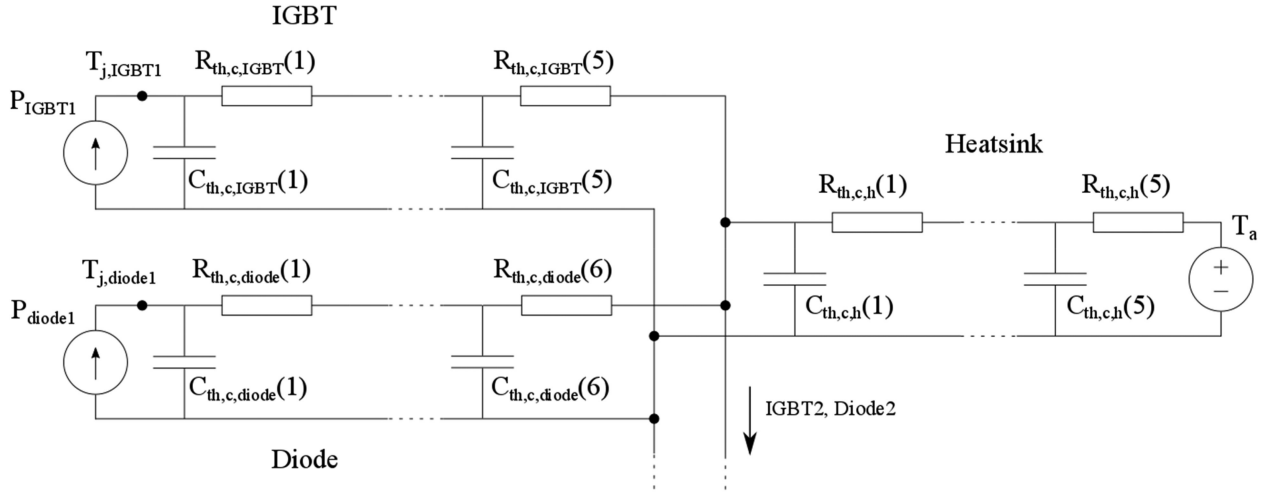 IGBT
T_j,IGBT1
R_th,c,IGBT(1)
R_th,c,IGBT(5)
P_IGBT1
C_th,c,IGBT(1)
C_th,c,IGBT(5)
Heatsink
R_th,c,h(1)
R_th,c,h(5)
T_a
+
−
C_th,c,h(1)
C_th,c,h(5)
T_j,diode1
R_th,c,diode(1)
R_th,c,diode(6)
P_diode1
C_th,c,diode(1)
C_th,c,diode(6)
IGBT2, Diode2
Diode